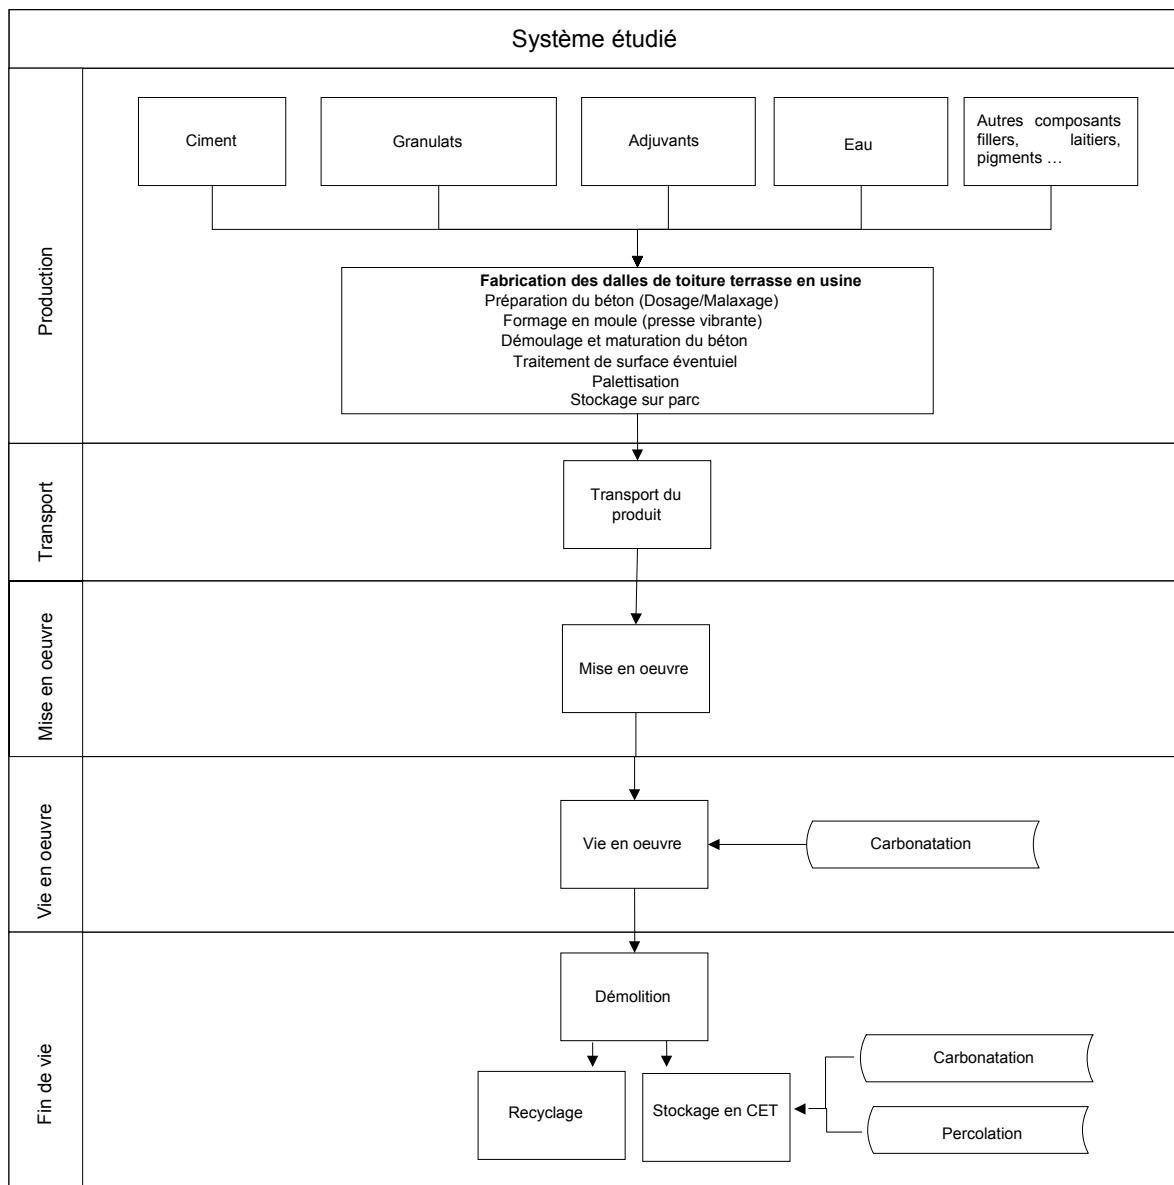 Système étudié
Production
Ciment
Granulats
Adjuvants
Eau
Autres composants
fillers, laitiers,
pigments …
Fabrication des dalles de toiture terrasse en usine
Préparation du béton (Dosage/Malaxage)
Formage en moule (presse vibrante)
Démoulage et maturation du béton
Traitement de surface éventuiel
Palettisation
Stockage sur parc
Transport
Transport du
produit
Mise en oeuvre
Mise en oeuvre
Vie en oeuvre
Vie en oeuvre
Carbonatation
Fin de vie
Démolition
Recyclage
Stockage en CET
Carbonatation
Percolation